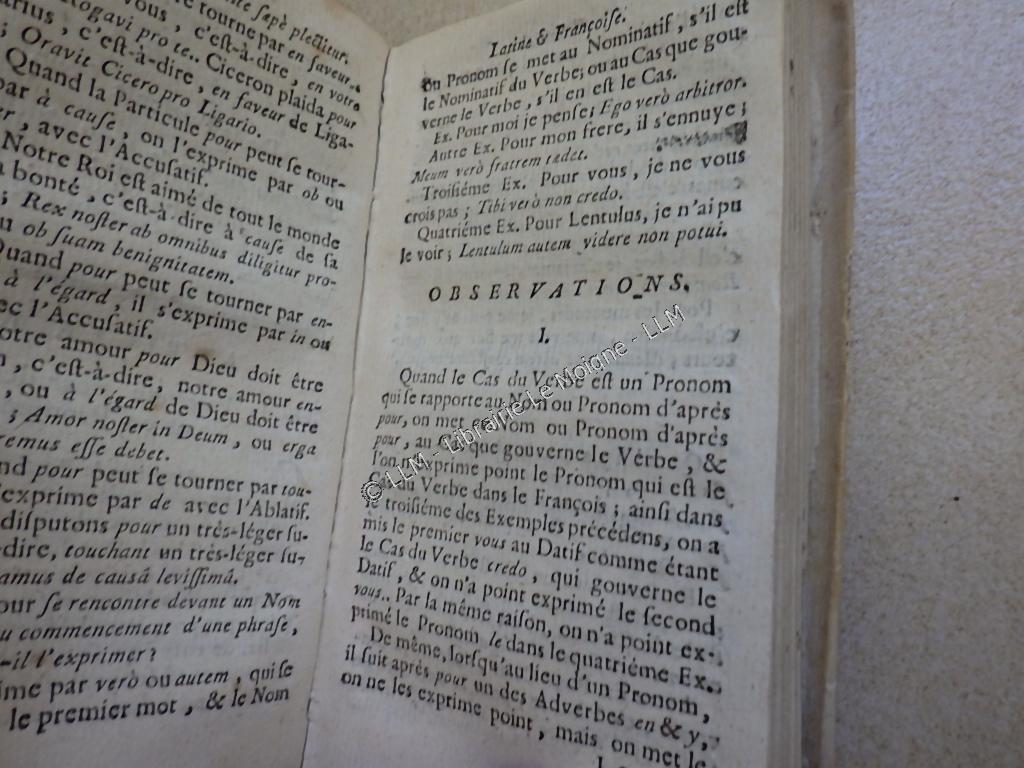 nte sæpè plectitur.
vous, c'est-à-dire, en votre
tourne par en faveur..
Rogavi pro te.. Ciceron plaida pour
arius, c'est-à-dire, en faveur de Liga-
; Oravit Cicero pro Ligario.
Quand la Particule pour peut se tour-
par à cause, on l'exprime par ob ou
er, avec l'Accusatif.
Notre Roi est aimé de tout le monde
a bonté, c'est-à-dire à cause de sa
; Rex noster ab omnibus diligitur pro-
u ob suam benignitatem.
Quand pour peut se tourner par en-
à l'égard, il s'exprime par in ou
ec l'Accusatif.
otre amour pour Dieu doit être
n, c'est-à-dire, notre amour en-
, ou à l'égard de Dieu doit être
; Amor noster in Deum, ou erga
remus esse debet.
nd pour peut se tourner par tou-
'exprime par de avec l'Ablatif.
disputons pour un très-léger su-
dire, touchant un très-léger su-
amus de causâ levissimâ.
our se rencontre devant un Nom
u commencement d'une phrase,
-il l'exprimer?
ime par verò ou autem, qui se
le premier mot, & le Nom
Latine & Françoise.
ou Pronom se met au Nominatif, s'il est
le Nominatif du Verbe; ou au Cas que gou-
verne le Verbe, s'il en est le Cas.
Ex. Pour moi je pense; Ego verò arbitror.
Autre Ex. Pour mon frere, il s'ennuye;
Meum verò fratrem tædet.
Troisiéme Ex. Pour vous, je ne vous
crois pas; Tibi verò non credo.
Quatriéme Ex. Pour Lentulus, je n'ai pu
le voir; Lentulum autem videre non potui.
OBSERVATIONS.
I.
Quand le Cas du Verbe est un Pronom
qui se rapporte au Nom ou Pronom d'après
pour, on met ce Nom ou Pronom d'après
pour, au Cas que gouverne le Verbe, &
l'on n'exprime point le Pronom qui est le
Cas du Verbe dans le François; ainsi dans
le troisiéme des Exemples précédens, on a
mis le premier vous au Datif comme étant
le Cas du Verbe credo, qui gouverne le
Datif, & on n'a point exprimé le second
vous.. Par la même raison, on n'a point ex-
primé le Pronom le dans le quatriéme Ex..
De même, lorsqu'au lieu d'un Pronom,
il suit après pour un des Adverbes en & y,
on ne les exprime point, mais on met le
© LLM - Librairie Le Moigne - LLM